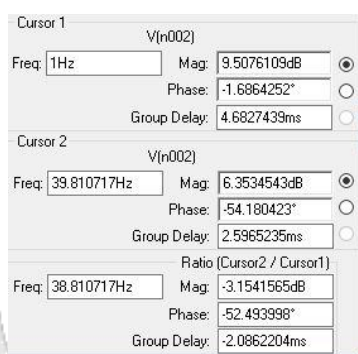 Cursor 1
V(n002)
Freq: 1Hz Mag: 9.5076109dB
Phase: -1.6864252°
Group Delay: 4.6827439ms
Cursor 2
V(n002)
Freq: 39.810717Hz Mag: 6.3534543dB
Phase: -54.180423°
Group Delay: 2.5965235ms
Ratio (Cursor2 / Cursor1)
Freq: 38.810717Hz Mag: -3.1541565dB
Phase: -52.493998°
Group Delay: -2.0862204ms